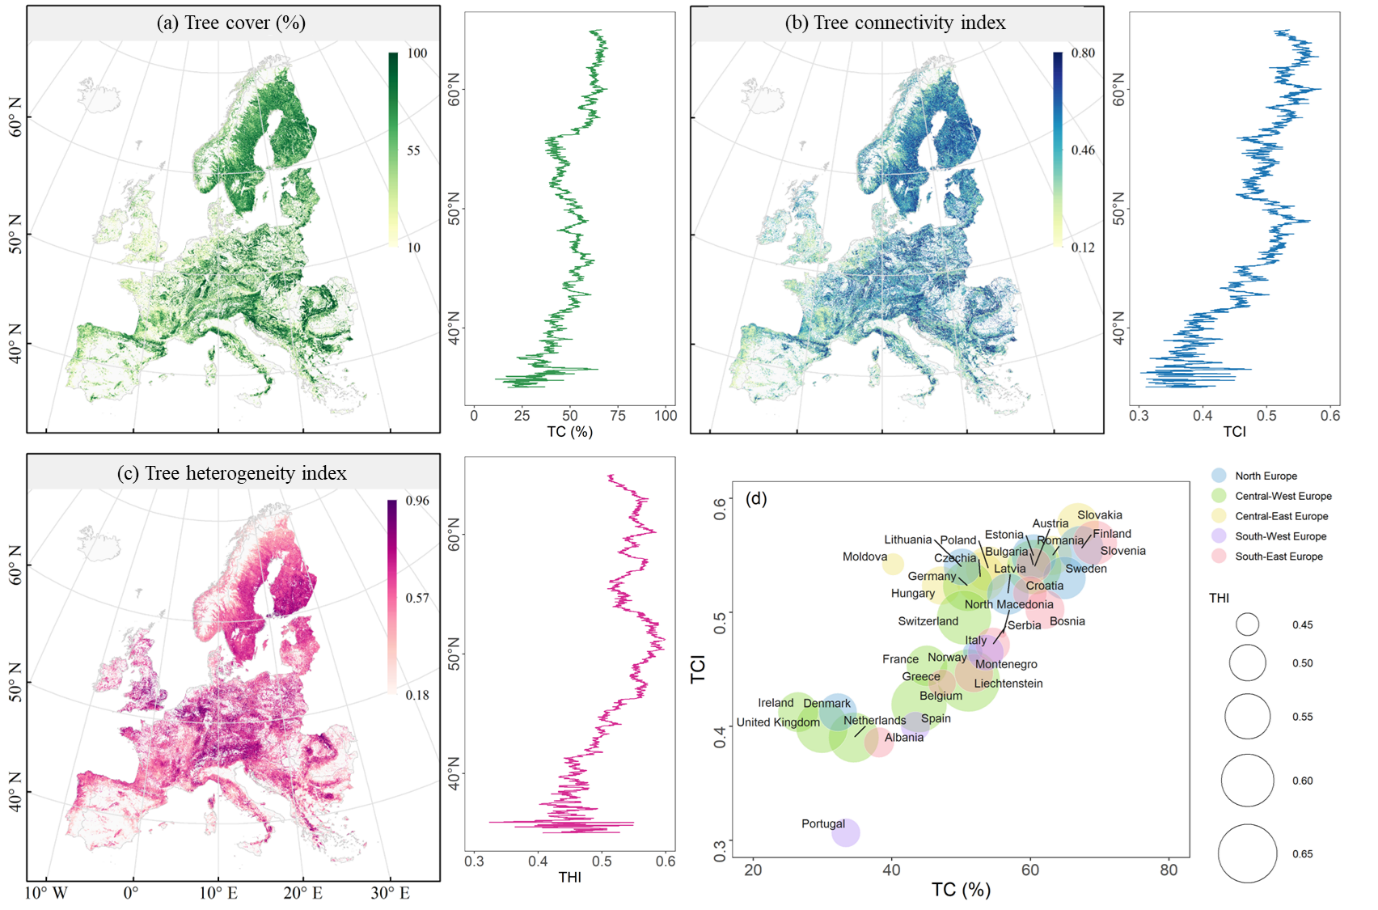 (a) Tree cover (%)
100
55
10
60° N
50° N
40° N
60°N
50°N
40°N
0
25
50
75
100
TC (%)
(b) Tree connectivity index
0.80
0.46
0.12
60°N
50°N
40°N
0.3
0.4
0.5
0.6
TCI
(c) Tree heterogeneity index
0.96
0.57
0.18
60° N
50° N
40° N
10° W
0°
10° E
20° E
30° E
60°N
50°N
40°N
0.3
0.4
0.5
0.6
THI
(d)
0.6
0.5
0.4
0.3
TCI
Slovakia
Austria
Finland
Estonia
Lithuania
Poland
Romania
Slovenia
Bulgaria
Moldova
Czechia
Latvia
Sweden
Germany
Croatia
Hungary
North Macedonia
Switzerland
Serbia
Bosnia
Italy
France
Norway
Montenegro
Greece
Liechtenstein
Belgium
Ireland
Denmark
United Kingdom
Netherlands
Spain
Albania
Portugal
20
40
60
80
TC (%)
North Europe
Central-West Europe
Central-East Europe
South-West Europe
South-East Europe
THI
0.45
0.50
0.55
0.60
0.65